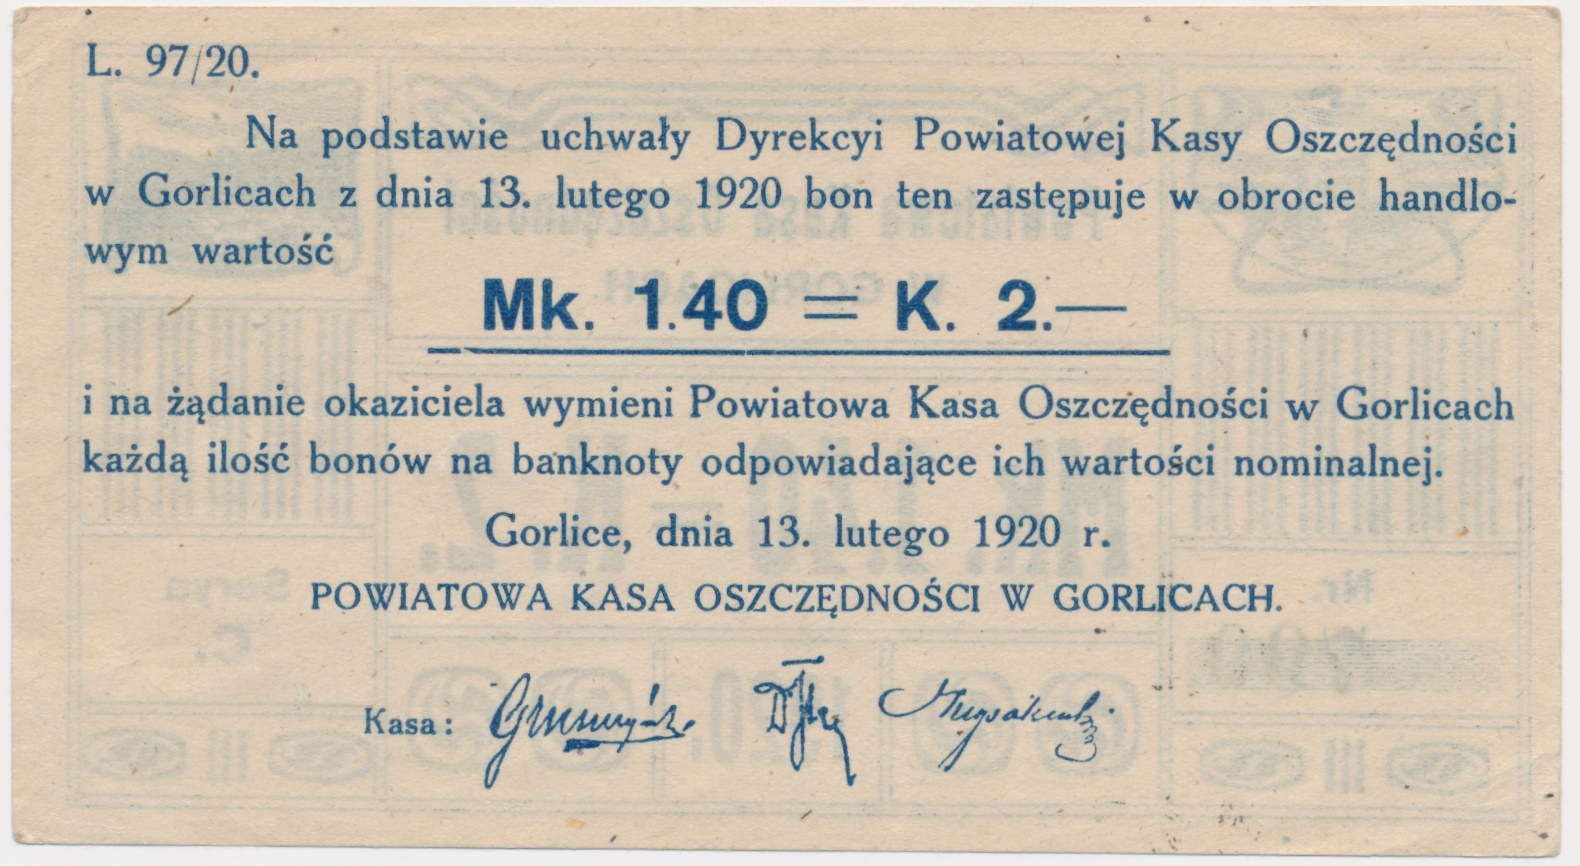 L. 97/20.
Na podstawie uchwały Dyrekcyi Powiatowej Kasy Oszczędności
w Gorlicach z dnia 13. lutego 1920 bon ten zastępuje w obrocie handlo-
wym wartość
Mk. 1.40 = K. 2.—
i na żądanie okaziciela wymieni Powiatowa Kasa Oszczędności w Gorlicach
każdą ilość bonów na banknoty odpowiadające ich wartości nominalnej.
Gorlice, dnia 13. lutego 1920 r.
POWIATOWA KASA OSZCZĘDNOŚCI W GORLICACH.
Kasa: